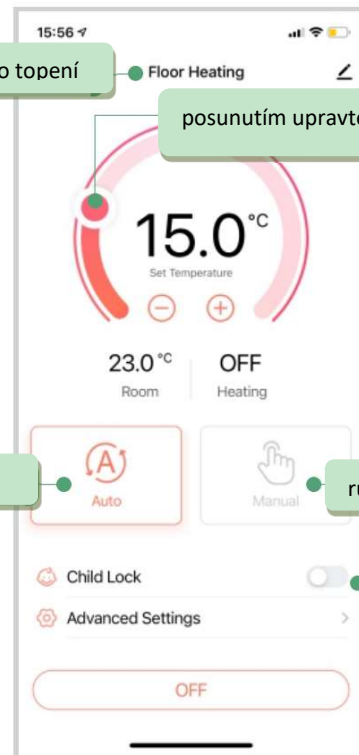 15:56
o topení
Floor Heating
posunutím upravte
15.0°C
Set Temperature
23.0 °C
OFF
Room
Heating
A
Auto
Manual
Child Lock
Advanced Settings
OFF